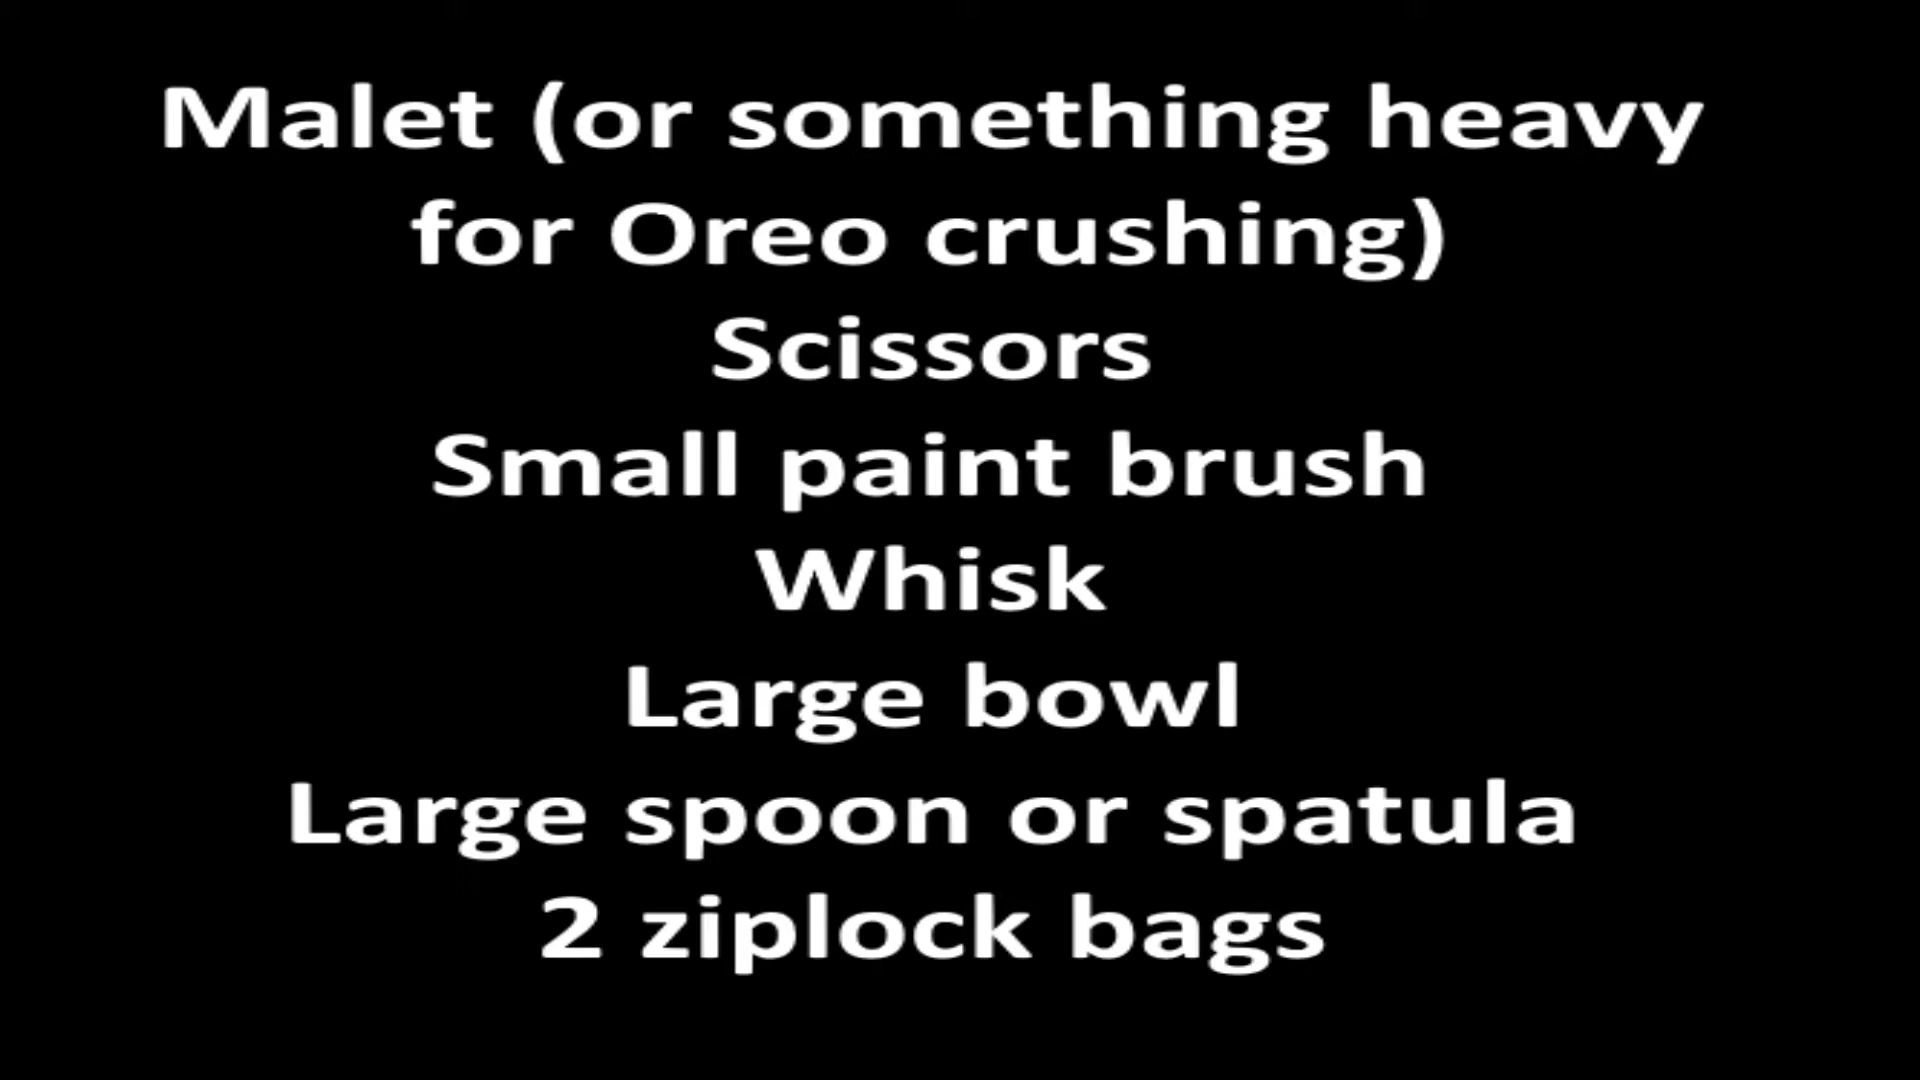 Malet (or something heavy
for Oreo crushing)
Scissors
Small paint brush
Whisk
Large bowl
Large spoon or spatula
2 ziplock bags